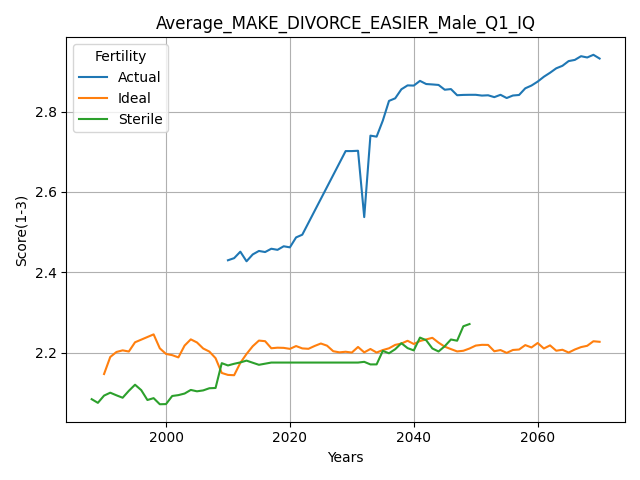 Average_MAKE_DIVORCE_EASIER_Male_Q1_IQ
Fertility
Actual
Ideal
Sterile
Score(1-3)
2.8
2.6
2.4
2.2
2000
2020
2040
2060
Years